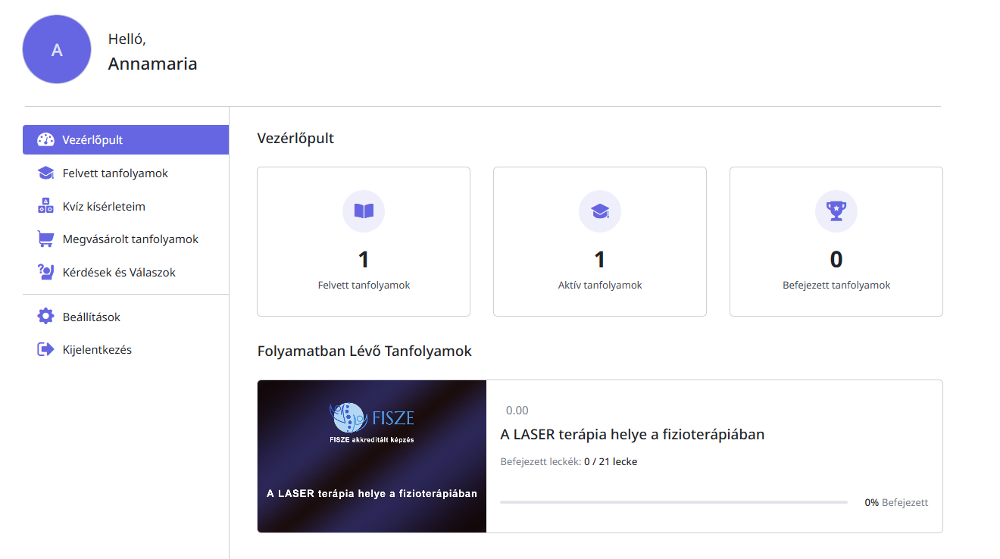 A
Helló,
Annamaria
Vezérlőpult
Felvett tanfolyamok
Kvíz kísérleteim
Megvásárolt tanfolyamok
Kérdések és Válaszok
Beállítások
Kijelentkezés
Vezérlőpult
1
Felvett tanfolyamok
1
Aktív tanfolyamok
0
Befejezett tanfolyamok
Folyamatban Lévő Tanfolyamok
FISZE
FISZE akkreditált képzés
A LASER terápia helye a fizioterápiában
0.00
A LASER terápia helye a fizioterápiában
Befejezett leckék: 0 / 21 lecke
0% Befejezett